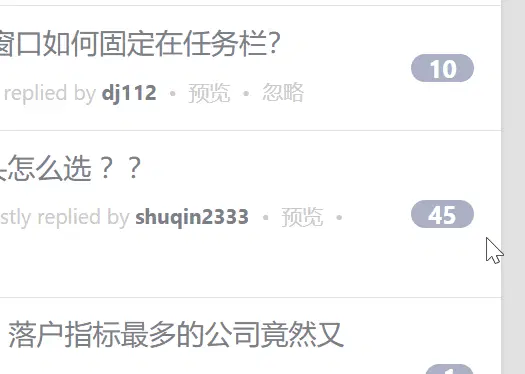 窗口如何固定在任务栏?
10
replied by dj112 • 预览 • 忽略
怎么选？？
45
stly replied by shuqin2333 • 预览 •
落户指标最多的公司竟然又